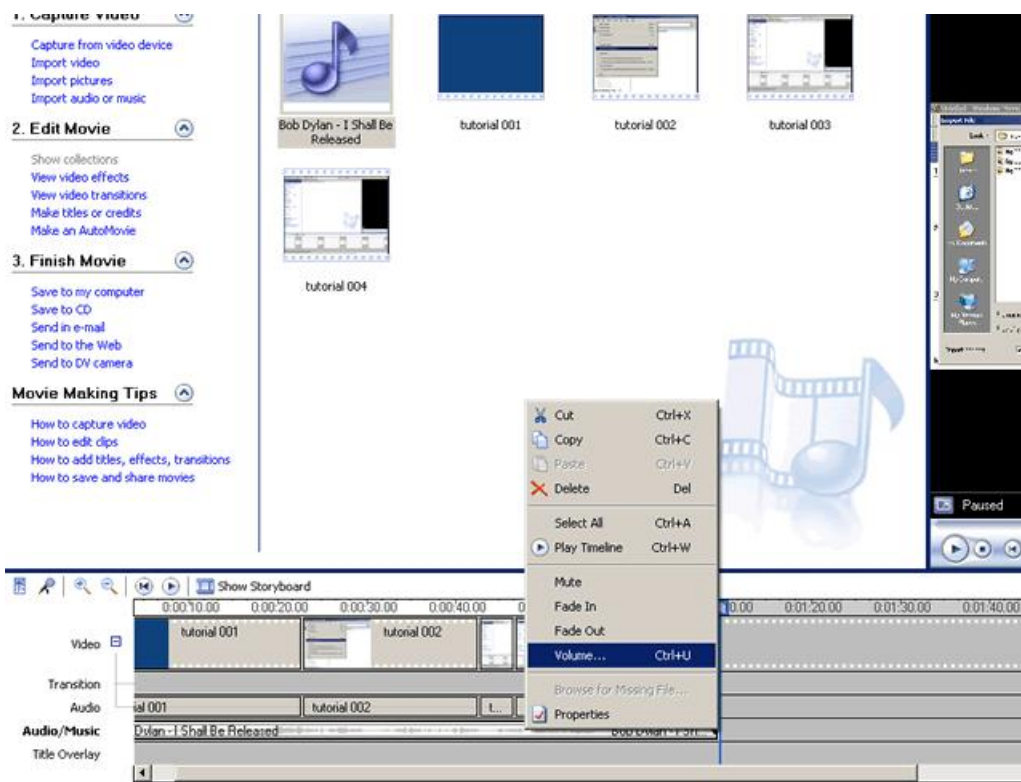 1. Capture Video
Capture from video device
Import video
Import pictures
Import audio or music
2. Edit Movie
Show collections
View video effects
View video transitions
Make titles or credits
Make an AutoMovie
3. Finish Movie
Save to my computer
Save to CD
Send in e-mail
Send to the Web
Send to DV camera
Movie Making Tips
How to capture video
How to edit clips
How to add titles, effects, transitions
How to save and share movies
Bob Dylan - I Shall Be
Released
tutorial 001
tutorial 002
tutorial 003
tutorial 004
Import File
Look
My Computer
Paused
Cut Ctrl+X
Copy Ctrl+C
Paste Ctrl+V
Delete Del
Select All Ctrl+A
Play Timeline Ctrl+W
Mute
Fade In
Fade Out
Volume... Ctrl+U
Browse for Missing File...
Properties
Show Storyboard
0:00:10.00 0:00:20.00 0:00:30.00 0:00:40.00 0:01:20.00 0:01:30.00 0:01:40.00
Video
tutorial 001 tutorial 002
Transition
Audio
ial 001 tutorial 002 t...
Audio/Music
Dylan - I Shall Be Released
Title Overlay